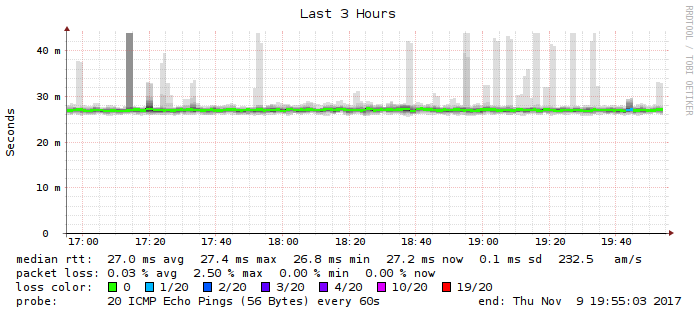 Last 3 Hours
RRDTOOL / TOBI OETIKER
Seconds
40 m
30 m
20 m
10 m
0
17:00 17:20 17:40 18:00 18:20 18:40 19:00 19:20 19:40
median rtt: 27.0 ms avg 27.4 ms max 26.8 ms min 27.2 ms now 0.1 ms sd 232.5 am/s
packet loss: 0.03 % avg 2.50 % max 0.00 % min 0.00 % now
loss color: 0 1/20 2/20 3/20 4/20 10/20 19/20
probe: 20 ICMP Echo Pings (56 Bytes) every 60s end: Thu Nov 9 19:55:03 2017